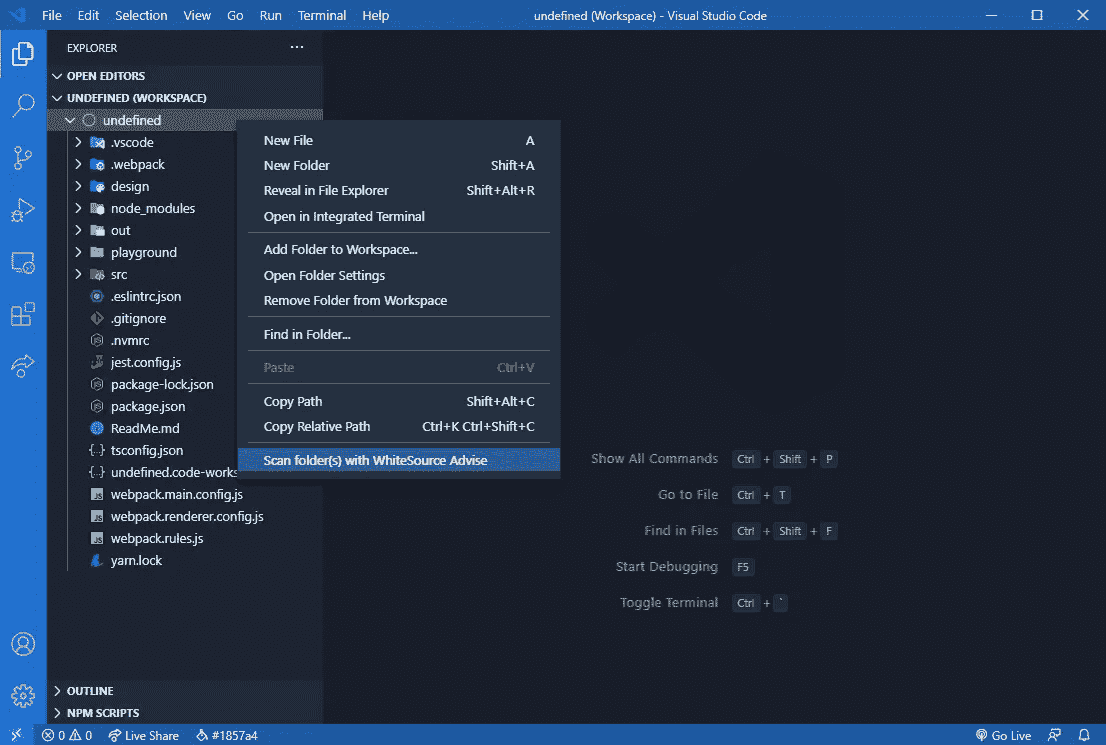 File Edit Selection View Go Run Terminal Help undefined (Workspace) - Visual Studio Code
EXPLORER ...
OPEN EDITORS
UNDEFINED (WORKSPACE)
undefined
.vscode
.webpack
design
node_modules
out
playground
src
.eslintrc.json
.gitignore
.nvmrc
jest.config.js
package-lock.json
package.json
ReadMe.md
tsconfig.json
undefined.code-works
webpack.main.config.js
webpack.renderer.config.js
webpack.rules.js
yarn.lock
OUTLINE
NPM SCRIPTS
New File A
New Folder Shift+A
Reveal in File Explorer Shift+Alt+R
Open in Integrated Terminal
Add Folder to Workspace...
Open Folder Settings
Remove Folder from Workspace
Find in Folder...
Paste Ctrl+V
Copy Path Shift+Alt+C
Copy Relative Path Ctrl+K Ctrl+Shift+C
Scan folder(s) with WhiteSource Advise
Show All Commands Ctrl + Shift + P
Go to File Ctrl + T
Find in Files Ctrl + Shift + F
Start Debugging F5
Toggle Terminal Ctrl + `
0 0 Live Share #1857a4 Go Live